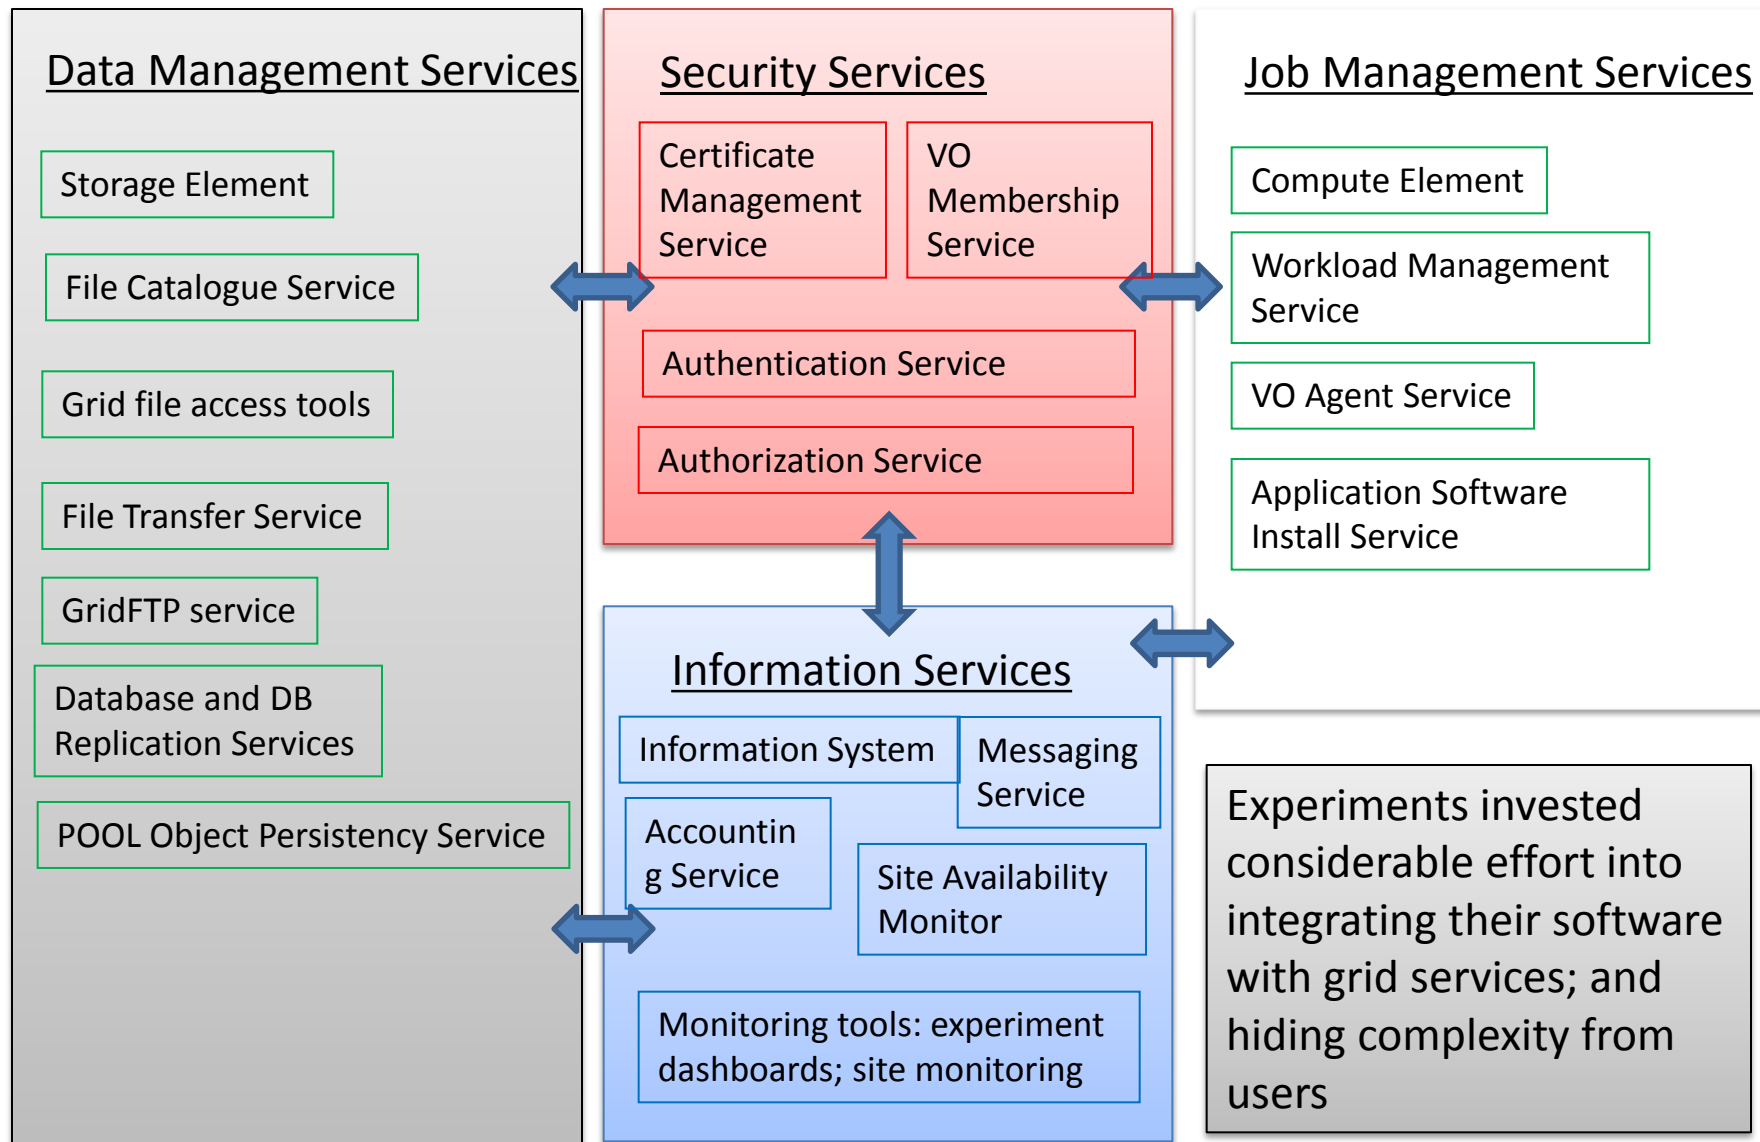 Data Management Services
Storage Element
File Catalogue Service
Grid file access tools
File Transfer Service
GridFTP service
Database and DB
Replication Services
POOL Object Persistency Service
Security Services
Certificate
Management
Service
VO
Membership
Service
Authentication Service
Authorization Service
Information Services
Information System
Messaging
Service
Accountin
g Service
Site Availability
Monitor
Monitoring tools: experiment
dashboards; site monitoring
Job Management Services
Compute Element
Workload Management
Service
VO Agent Service
Application Software
Install Service
Experiments invested
considerable effort into
integrating their software
with grid services; and
hiding complexity from
users